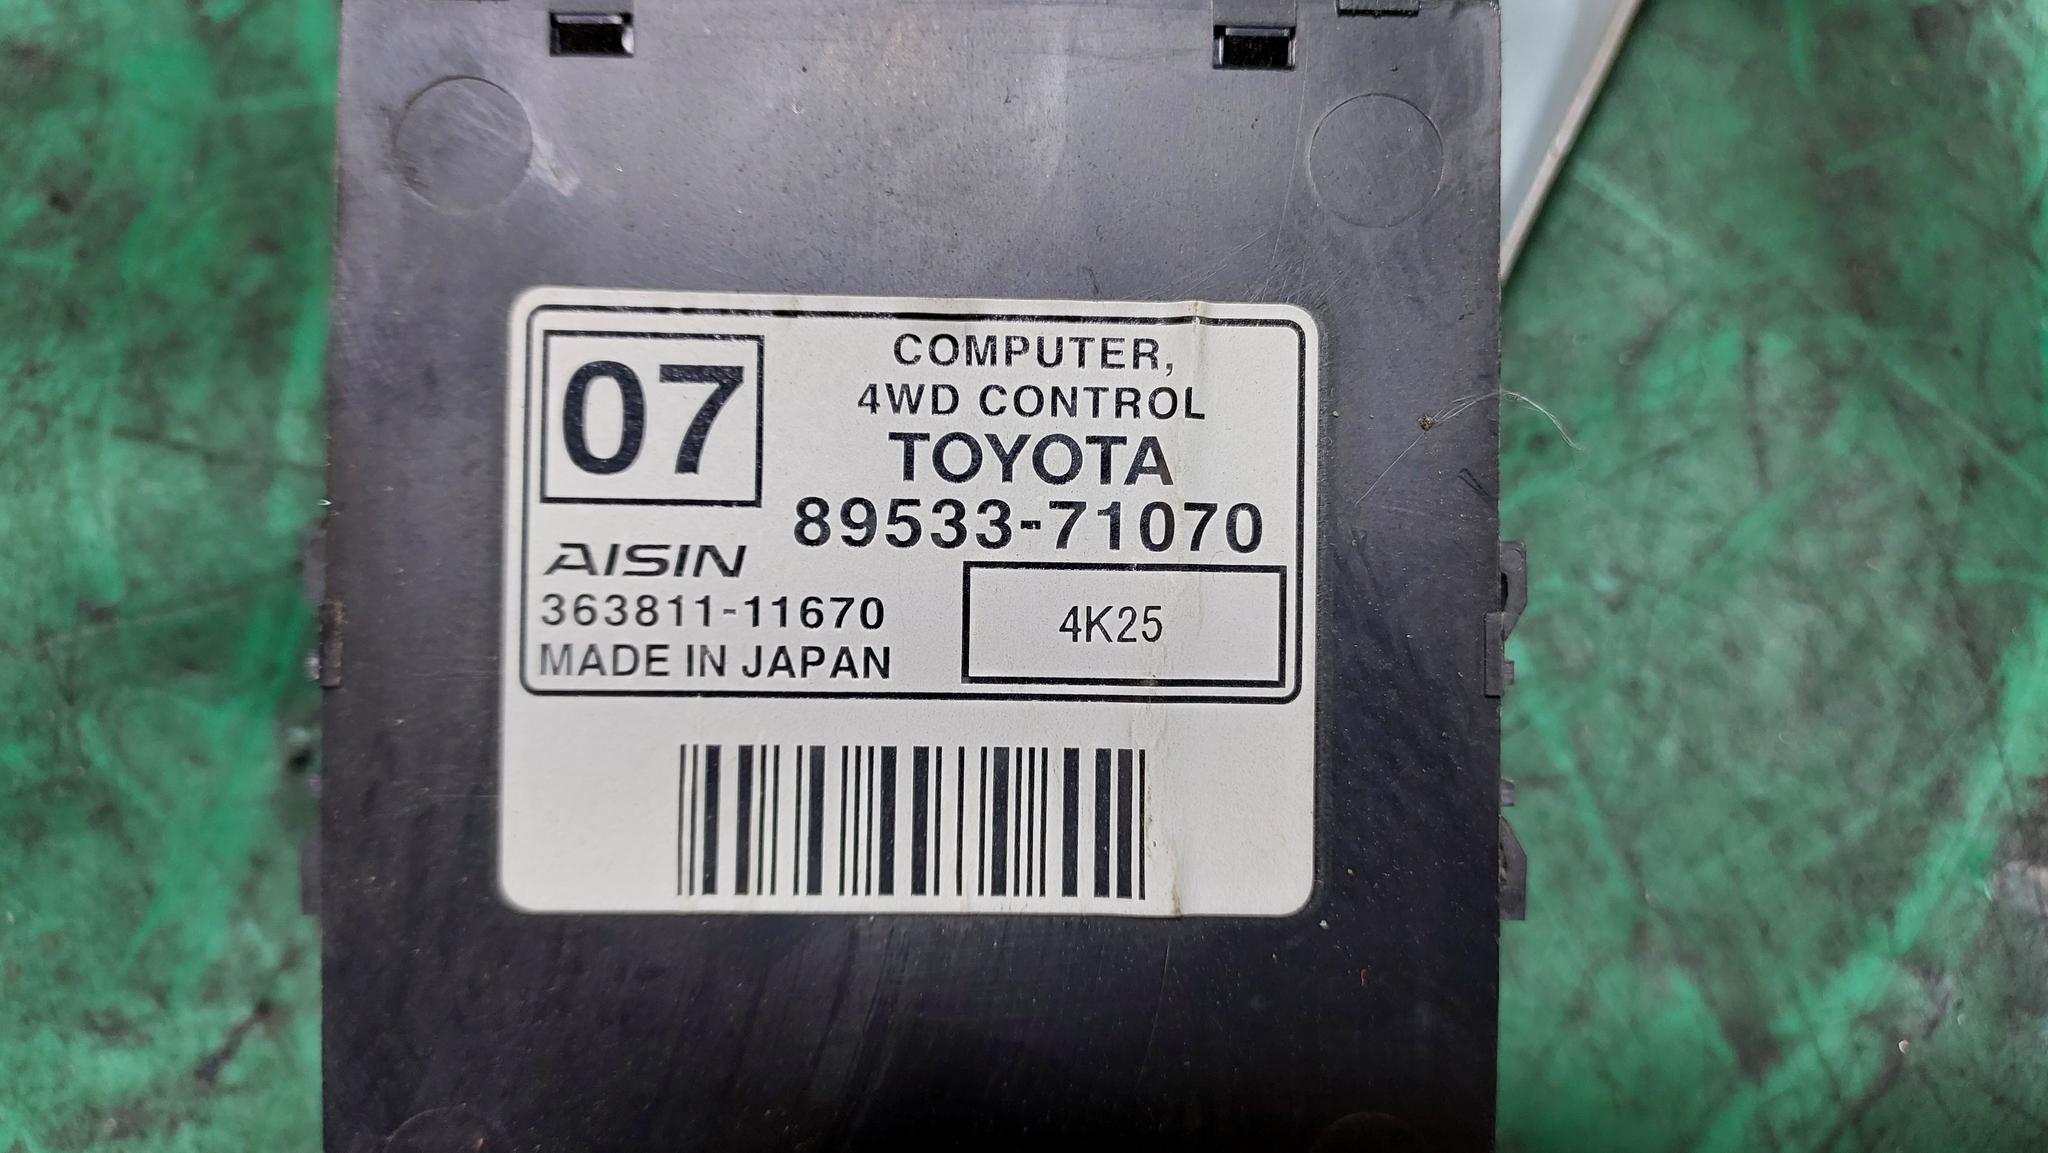 07
COMPUTER,
4WD CONTROL
TOYOTA
89533-71070
AISIN
363811-11670
4K25
MADE IN JAPAN